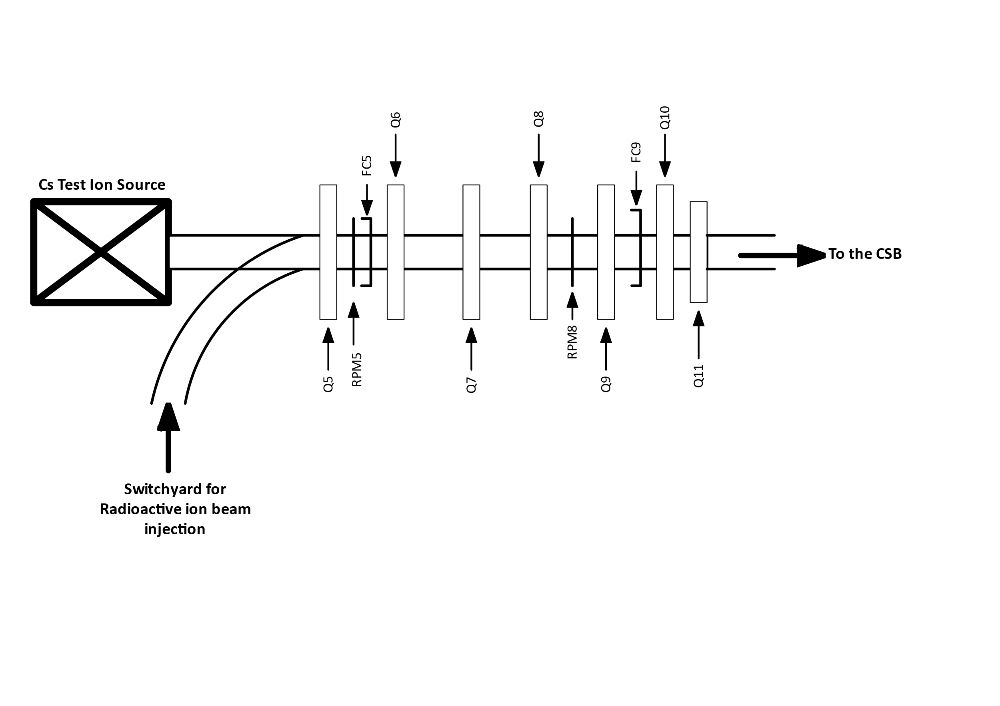 Q6
Q8
Q10
FC5
FC9
Cs Test Ion Source
To the CSB
RPM8
RPM5
Q5
Q7
Q9
Q11
Switchyard for
Radioactive ion beam
injection